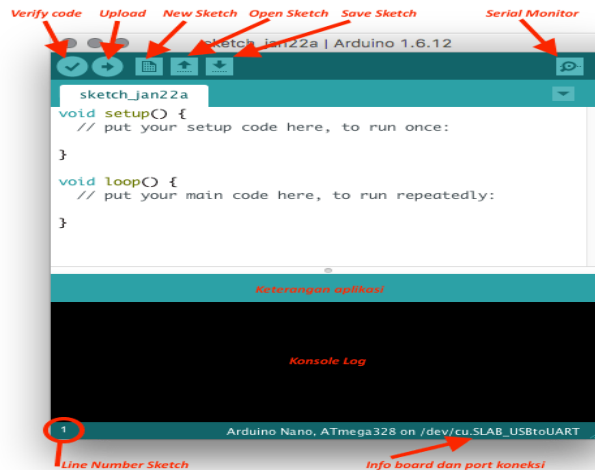 Verify code Upload New Sketch Open Sketch Save Sketch Serial Monitor
sketch_jan22a | Arduino 1.6.12
sketch_jan22a
void setup() {
// put your setup code here, to run once:
}
void loop() {
// put your main code here, to run repeatedly:
}
Keterangan aplikasi
Konsole Log
1 Arduino Nano, ATmega328 on /dev/cu.SLAB_USBtoUART
Line Number Sketch Info board dan port koneksi